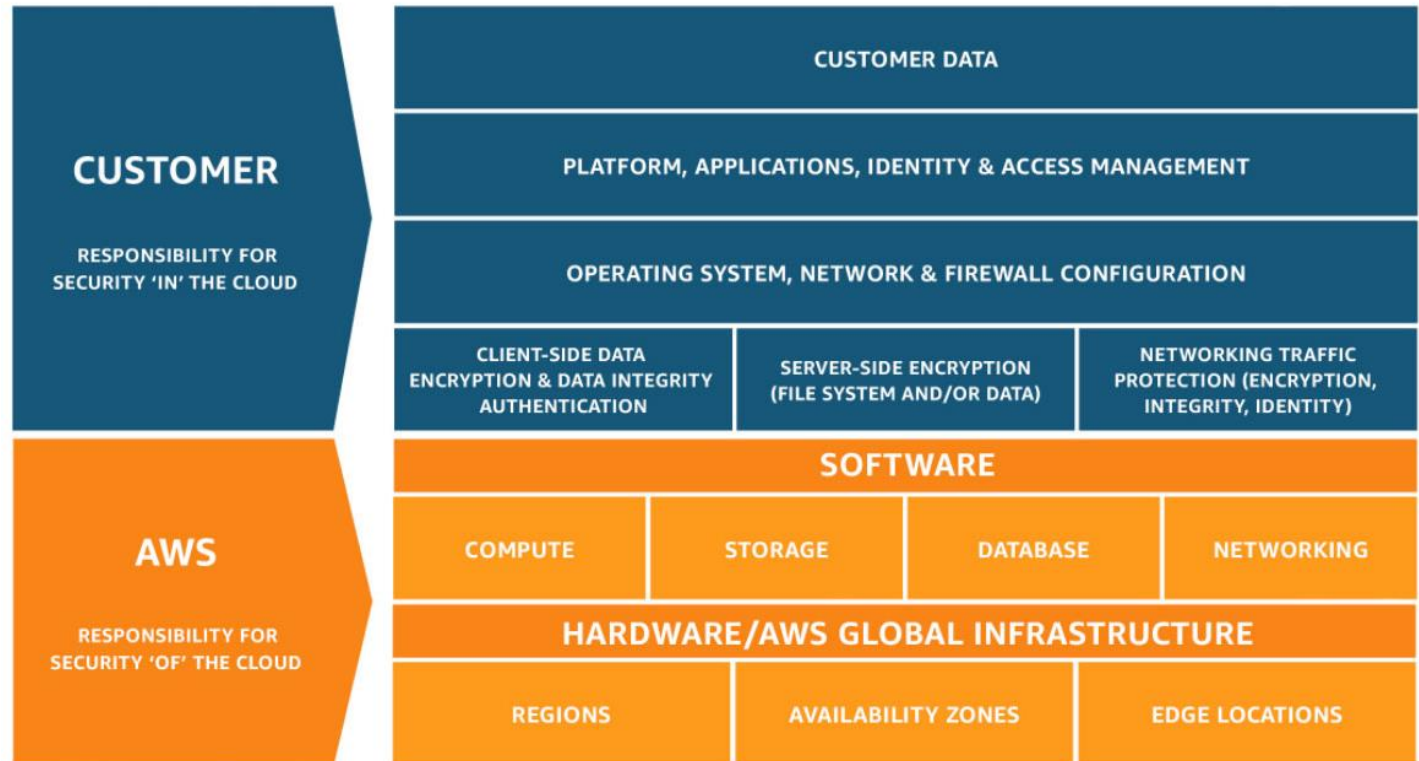 CUSTOMER
RESPONSIBILITY FOR
SECURITY ‘IN’ THE CLOUD
CUSTOMER DATA
PLATFORM, APPLICATIONS, IDENTITY & ACCESS MANAGEMENT
OPERATING SYSTEM, NETWORK & FIREWALL CONFIGURATION
CLIENT-SIDE DATA
ENCRYPTION & DATA INTEGRITY
AUTHENTICATION
SERVER-SIDE ENCRYPTION
(FILE SYSTEM AND/OR DATA)
NETWORKING TRAFFIC
PROTECTION (ENCRYPTION,
INTEGRITY, IDENTITY)
AWS
RESPONSIBILITY FOR
SECURITY ‘OF’ THE CLOUD
SOFTWARE
COMPUTE
STORAGE
DATABASE
NETWORKING
HARDWARE/AWS GLOBAL INFRASTRUCTURE
REGIONS
AVAILABILITY ZONES
EDGE LOCATIONS